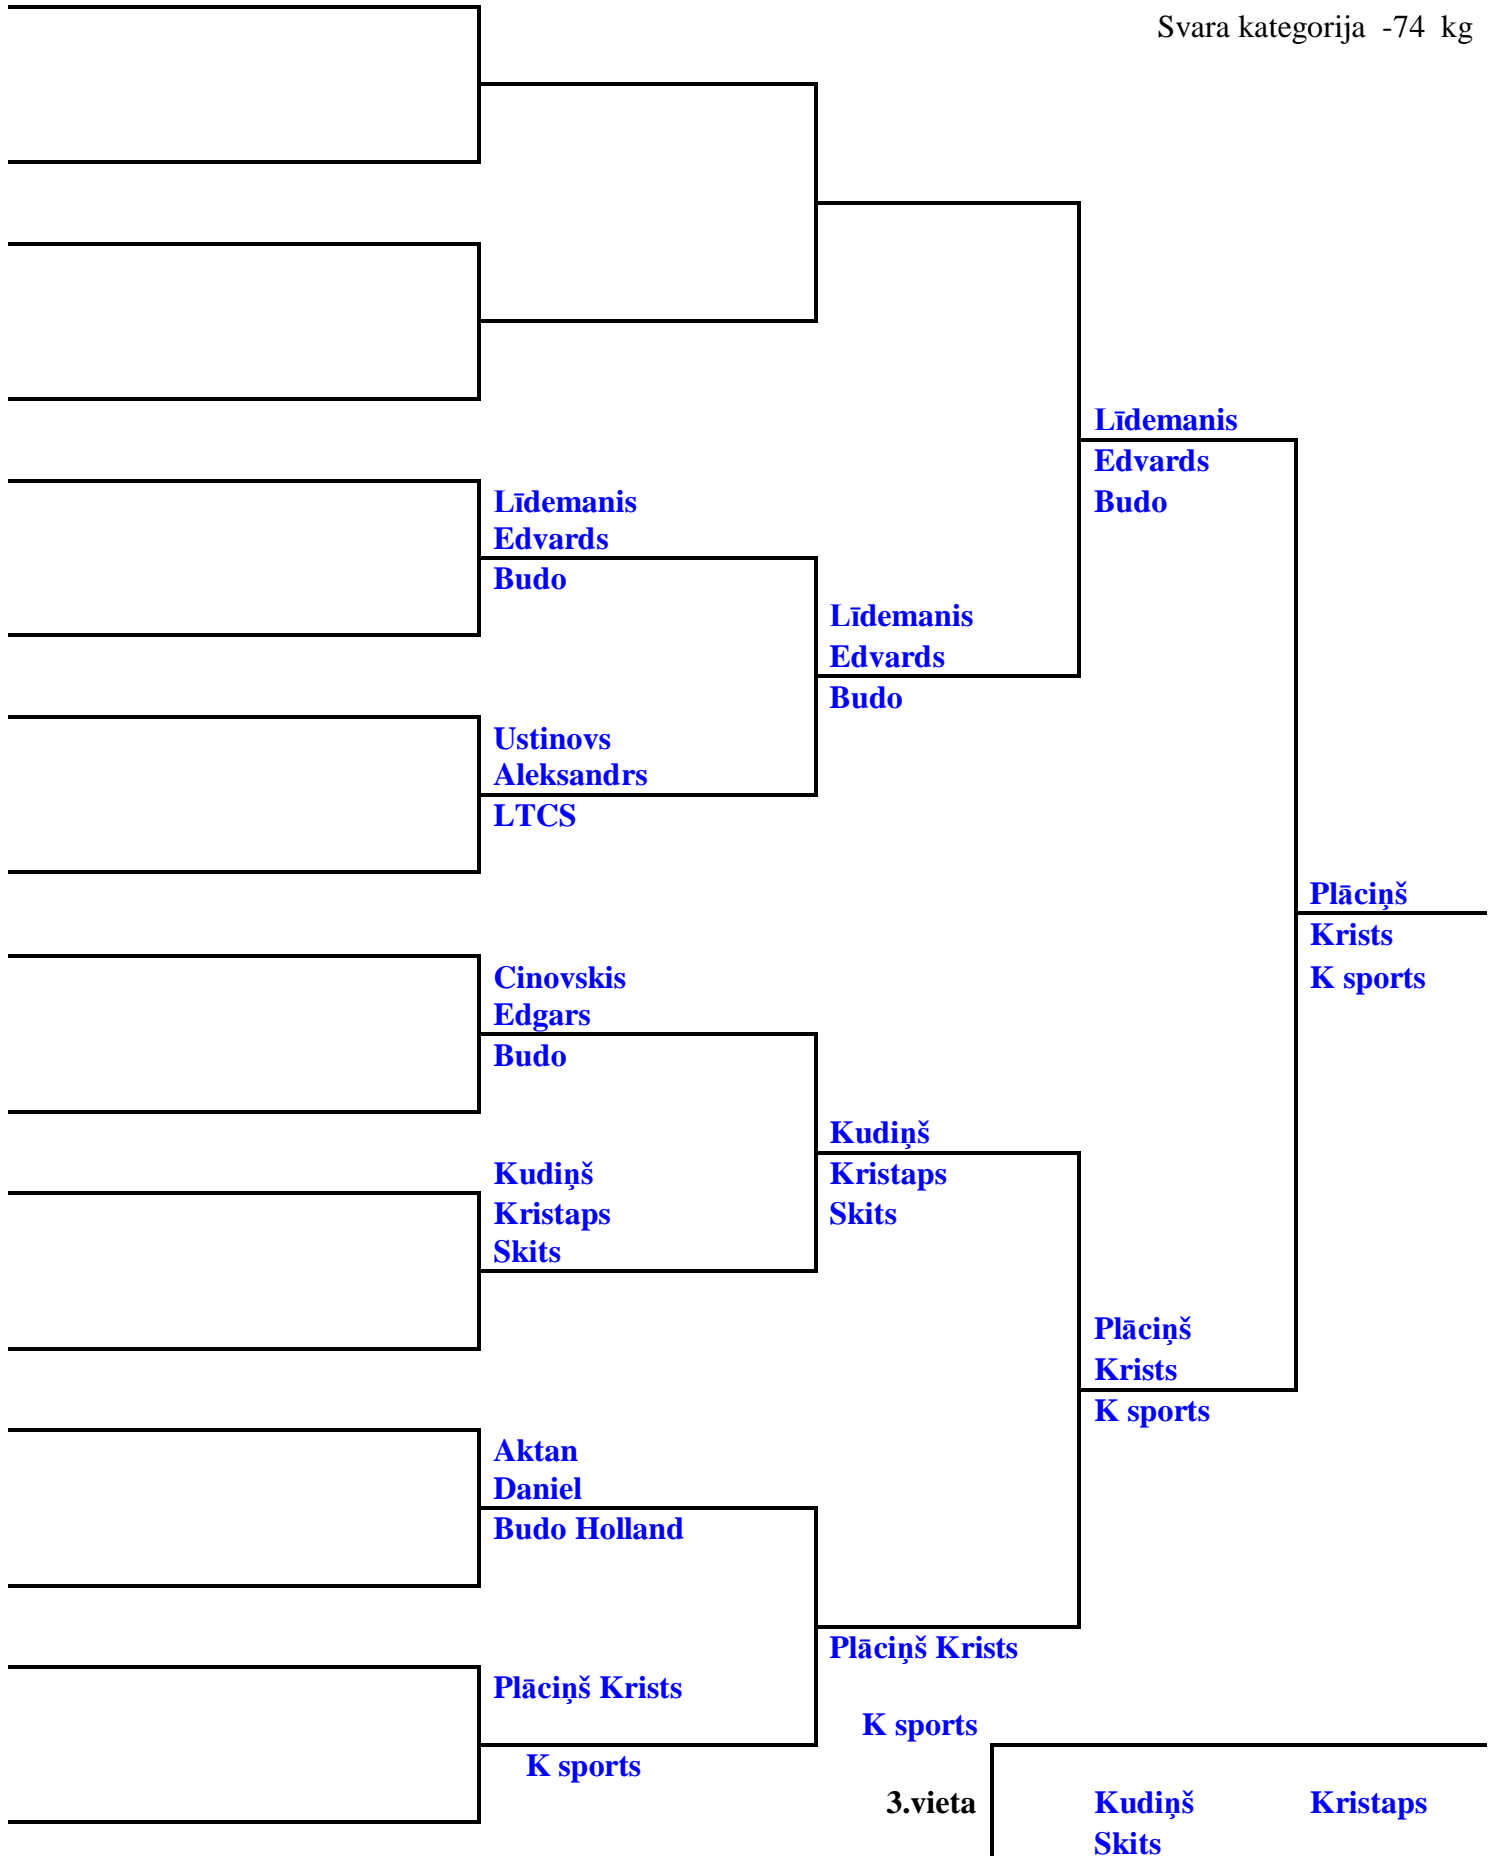 Svara kategorija -74 kg
Līdemanis
Edvards
Budo
Līdemanis
Edvards
Budo
Līdemanis
Edvards
Budo
Ustinovs
Aleksandrs
LTCS
Plāciņš
Krists
K sports
Cinovskis
Edgars
Budo
Kudiņš
Kristaps
Skits
Kudiņš
Kristaps
Skits
Plāciņš
Krists
K sports
Aktan
Daniel
Budo Holland
Plāciņš Krists
Plāciņš Krists
K sports
K sports
3.vieta Kudiņš Kristaps
Skits